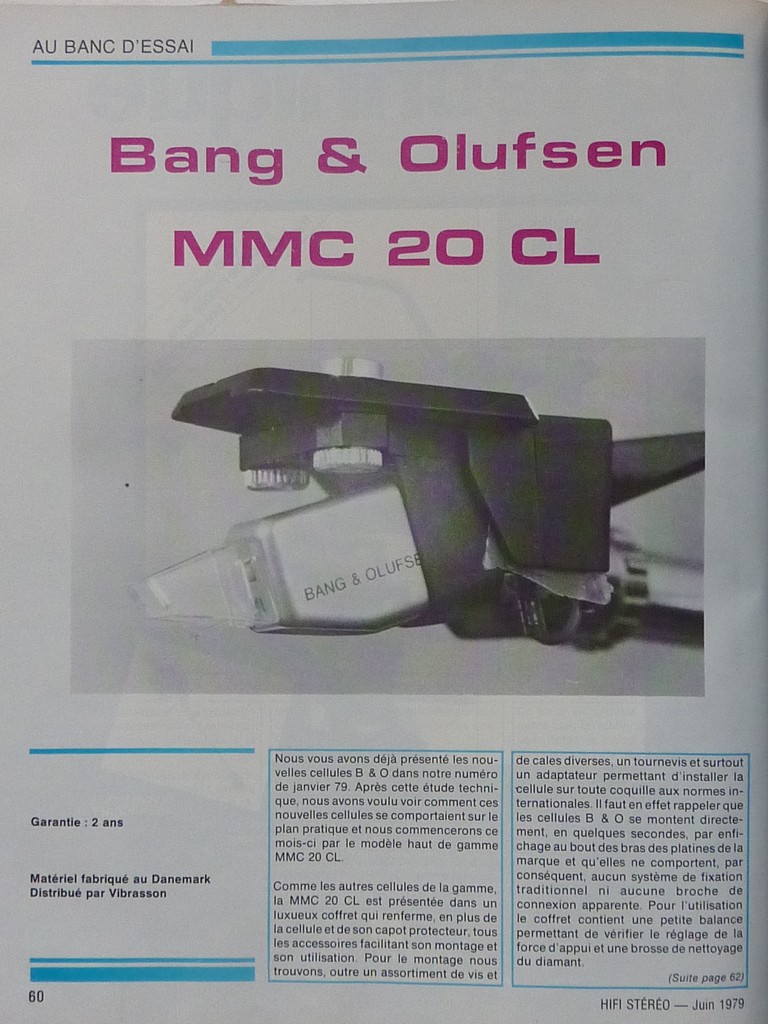 AU BANC D'ESSAI
Bang & Olufsen
MMC 20 CL
BANG & OLUFSE
Garantie : 2 ans
Matériel fabriqué au Danemark
Distribué par Vibrasson
Nous vous avons déjà présenté les nou-
velles cellules B & O dans notre numéro
de janvier 79. Après cette étude techni-
que, nous avons voulu voir comment ces
nouvelles cellules se comportaient sur le
plan pratique et nous commencerons ce
mois-ci par le modèle haut de gamme
MMC 20 CL.
Comme les autres cellules de la gamme,
la MMC 20 CL est présentée dans un
luxueux coffret qui renferme, en plus de
la cellule et de son capot protecteur, tous
les accessoires facilitant son montage et
son utilisation. Pour le montage nous
trouvons, outre un assortiment de vis et
de cales diverses, un tournevis et surtout
un adaptateur permettant d'installer la
cellule sur toute coquille aux normes in-
ternationales. Il faut en effet rappeler que
les cellules B & O se montent directe-
ment, en quelques secondes, par enfi-
chage au bout des bras des platines de la
marque et qu'elles ne comportent, par
conséquent, aucun système de fixation
traditionnel ni aucune broche de
connexion apparente. Pour l'utilisation
le coffret contient une petite balance
permettant de vérifier le réglage de la
force d'appui et une brosse de nettoyage
du diamant.
(Suite page 62)
60
HIFI STÉRÉO — Juin 1979